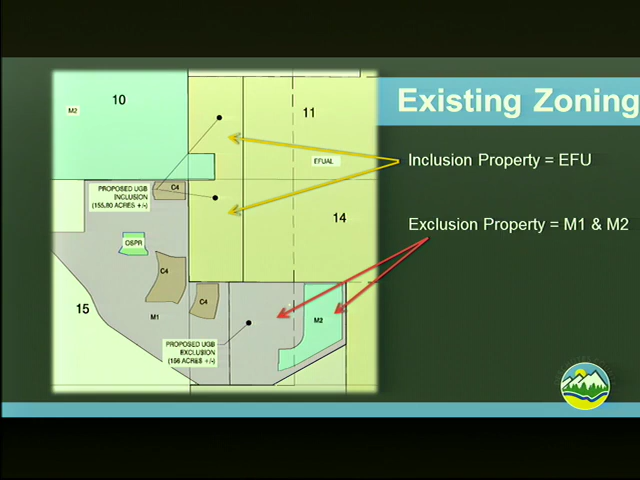 Existing Zoning
10
11
M2
EFUAL
Inclusion Property = EFU
PROPOSED UGB
INCLUSION
(155.80 ACRES +/-)
C4
14
Exclusion Property = M1 & M2
OSPR
C4
C4
15
M1
M2
PROPOSED UGB
EXCLUSION
(156 ACRES +/-)